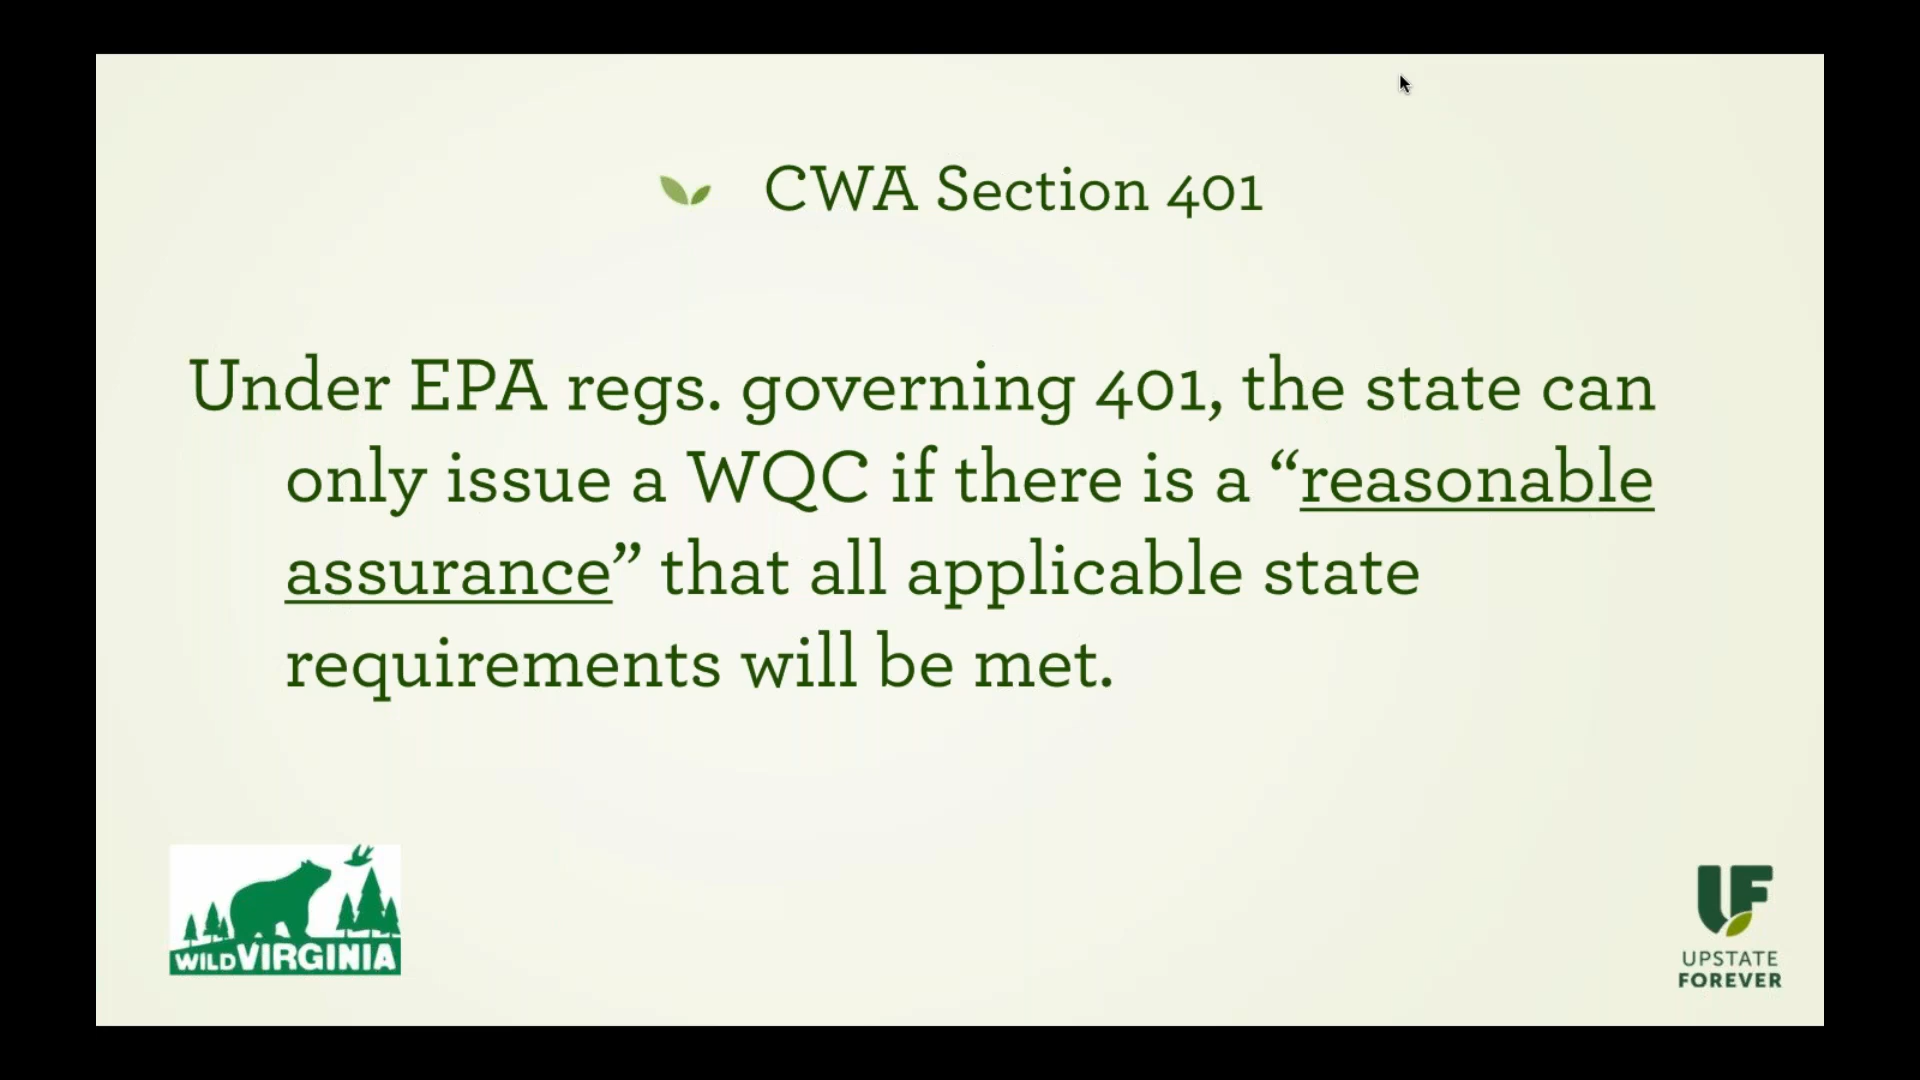 CWA Section 401
Under EPA regs. governing 401, the state can
only issue a WQC if there is a “reasonable
assurance” that all applicable state
requirements will be met.
WILD VIRGINIA
UF
UPSTATE
FOREVER